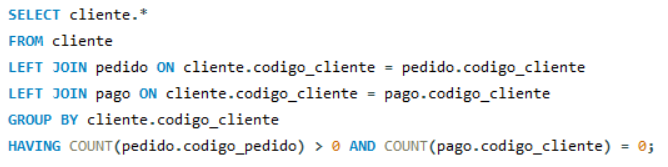 SELECT cliente.*
FROM cliente
LEFT JOIN pedido ON cliente.codigo_cliente = pedido.codigo_cliente
LEFT JOIN pago ON cliente.codigo_cliente = pago.codigo_cliente
GROUP BY cliente.codigo_cliente
HAVING COUNT(pedido.codigo_pedido) > 0 AND COUNT(pago.codigo_cliente) = 0;